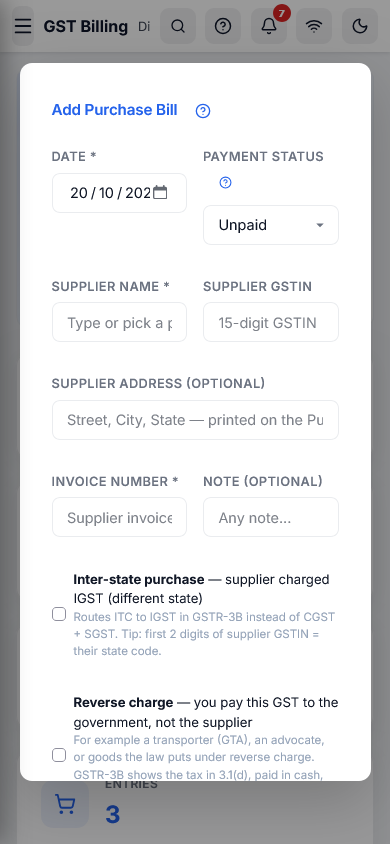 GST Billing Di
7
Add Purchase Bill
DATE * PAYMENT STATUS
20/10/202 Unpaid
SUPPLIER NAME * SUPPLIER GSTIN
Type or pick a p 15-digit GSTIN
SUPPLIER ADDRESS (OPTIONAL)
Street, City, State — printed on the Pu
INVOICE NUMBER * NOTE (OPTIONAL)
Supplier invoice Any note...
Inter-state purchase — supplier charged
IGST (different state)
Routes ITC to IGST in GSTR-3B instead of CGST
+ SGST. Tip: first 2 digits of supplier GSTIN =
their state code.
Reverse charge — you pay this GST to the
government, not the supplier
For example a transporter (GTA), an advocate,
or goods the law puts under reverse charge.
GSTR-3B shows the tax in 3.1(d), paid in cash,
ENTRIES
3